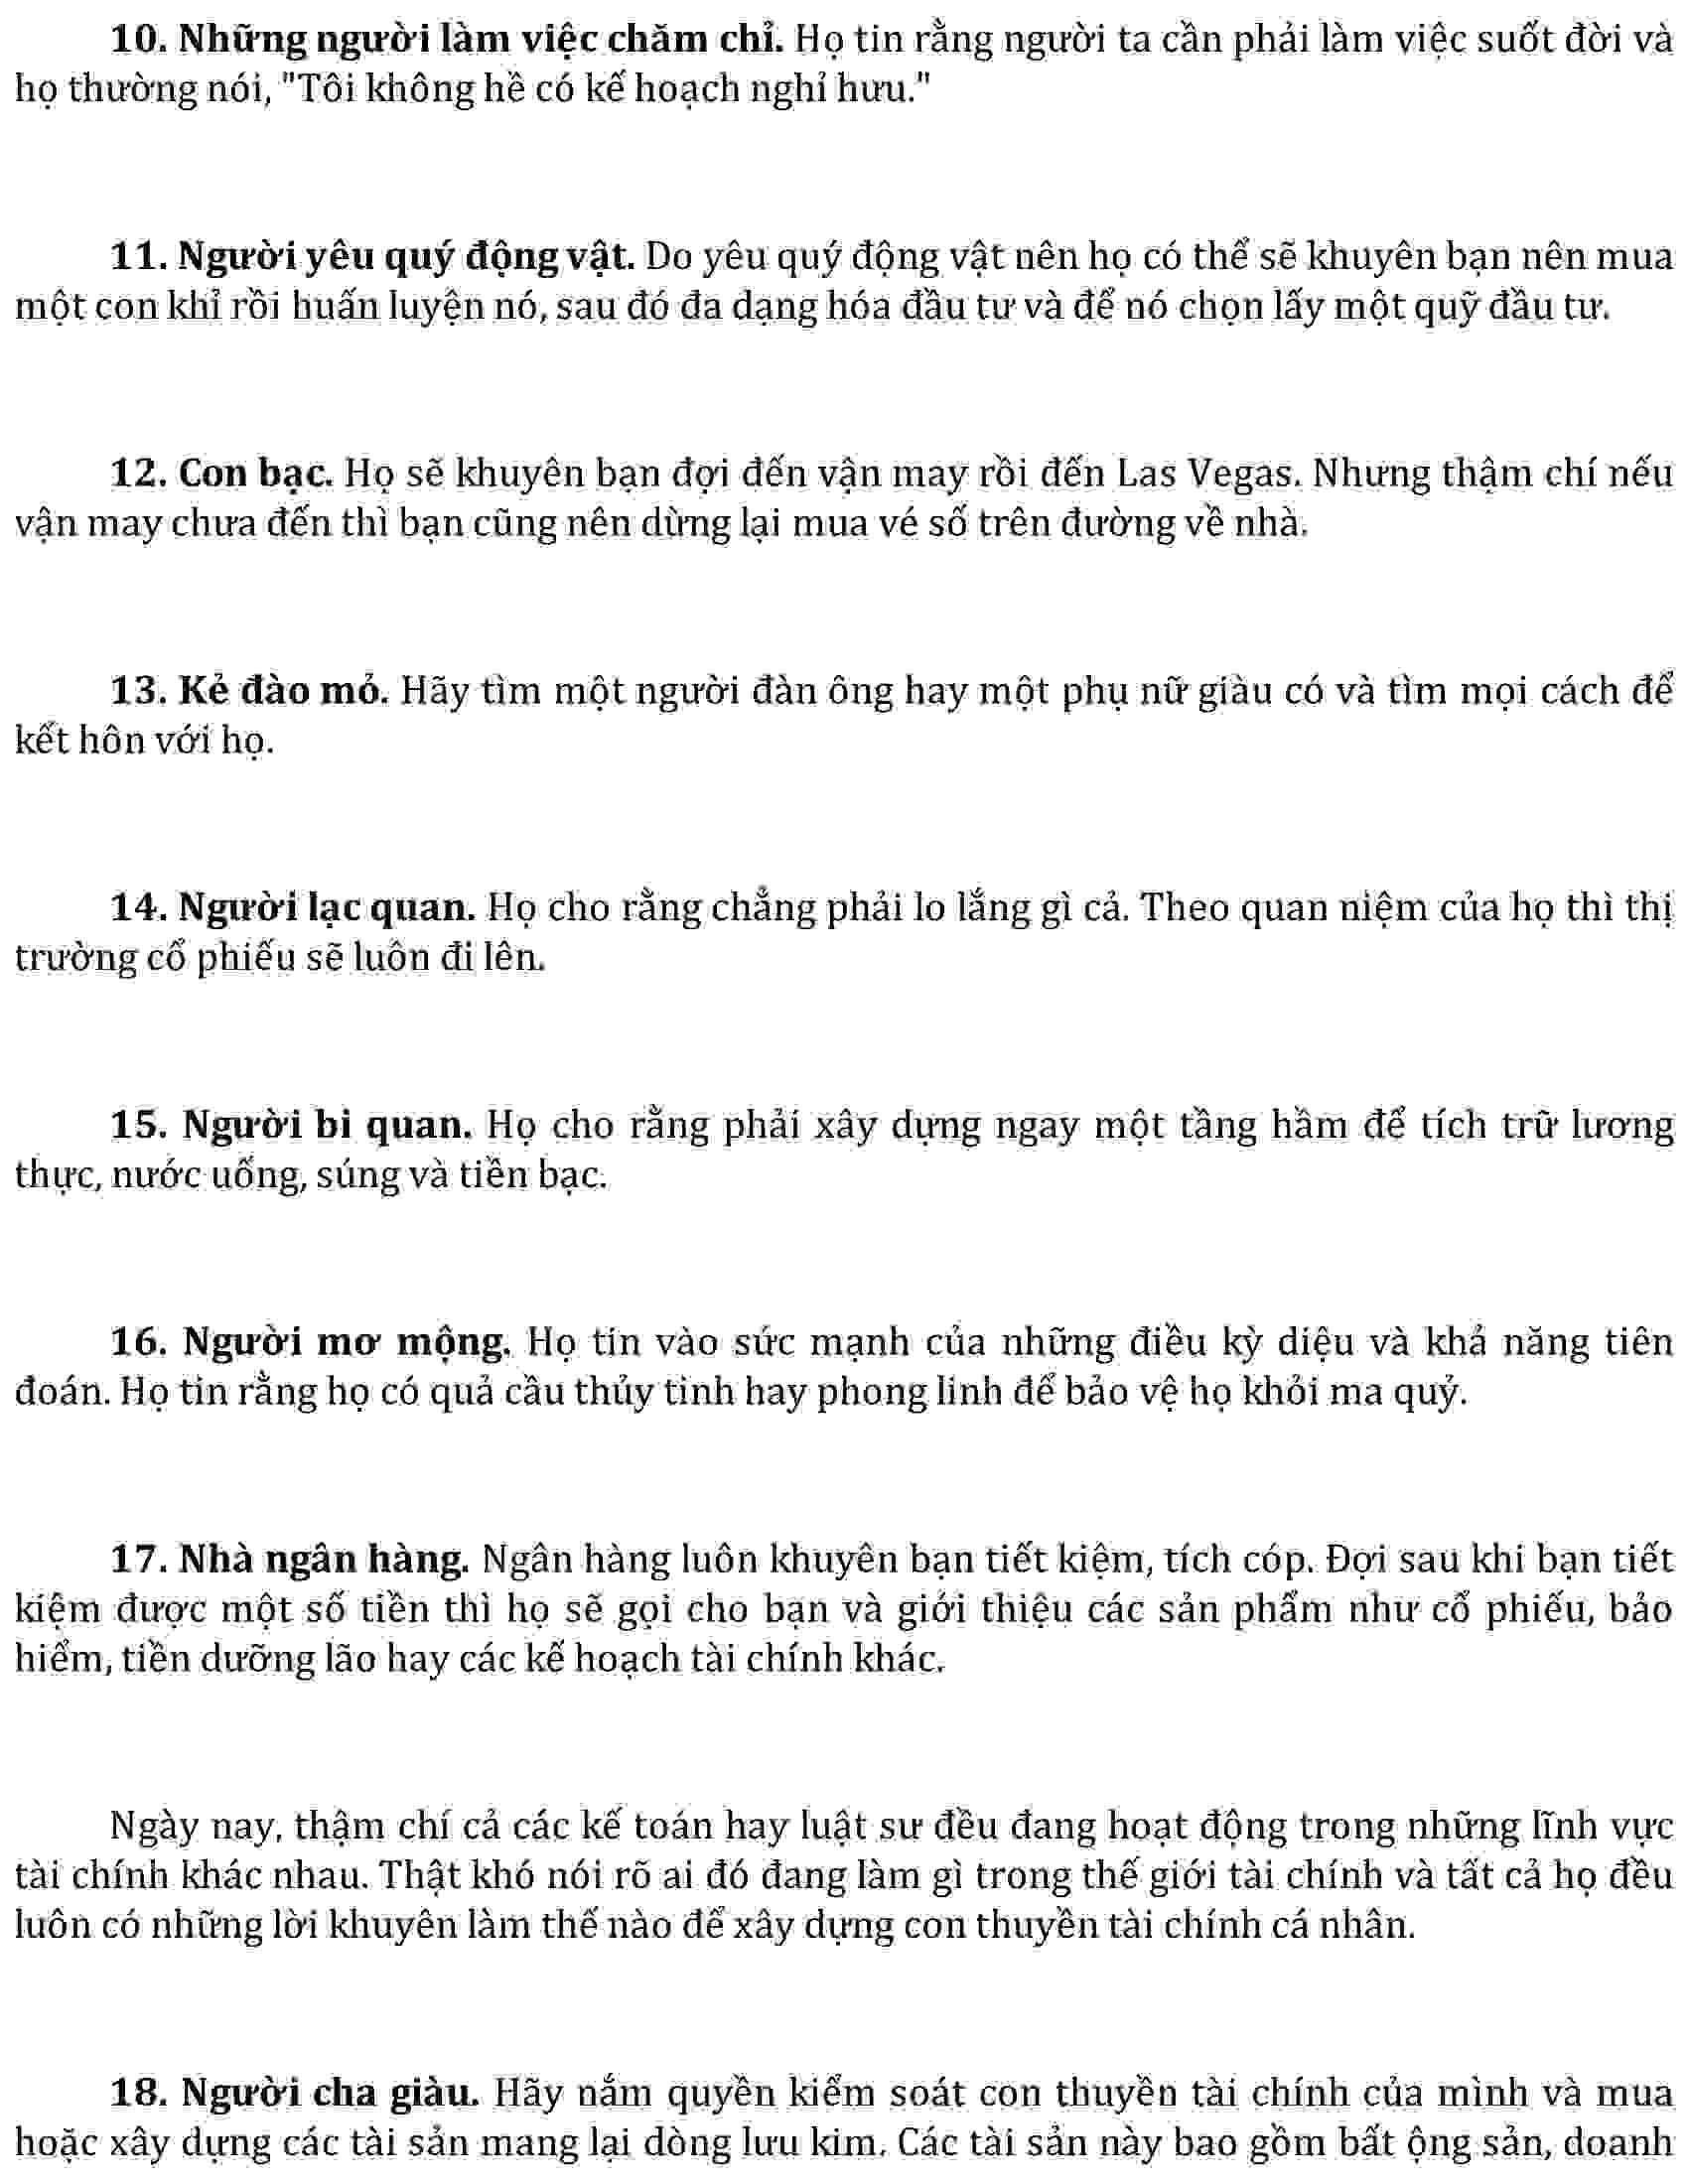 10. Những người làm việc chăm chỉ. Họ tin rằng người ta cần phải làm việc suốt đời và
họ thường nói, "Tôi không hề có kế hoạch nghỉ hưu."
11. Người yêu quý động vật. Do yêu quý động vật nên họ có thể sẽ khuyên bạn nên mua
một con khỉ rồi huấn luyện nó, sau đó đa dạng hóa đầu tư và để nó chọn lấy một quỹ đầu tư.
12. Con bạc. Họ sẽ khuyên bạn đợi đến vận may rồi đến Las Vegas. Nhưng thậm chí nếu
vận may chưa đến thì bạn cũng nên dừng lại mua vé số trên đường về nhà.
13. Kẻ đào mỏ. Hãy tìm một người đàn ông hay một phụ nữ giàu có và tìm mọi cách để
kết hôn với họ.
14. Người lạc quan. Họ cho rằng chẳng phải lo lắng gì cả. Theo quan niệm của họ thì thị
trường cổ phiếu sẽ luôn đi lên.
15. Người bi quan. Họ cho rằng phải xây dựng ngay một tầng hầm để tích trữ lương
thực, nước uống, súng và tiền bạc.
16. Người mơ mộng. Họ tin vào sức mạnh của những điều kỳ diệu và khả năng tiên
đoán. Họ tin rằng họ có quả cầu thủy tinh hay phong linh để bảo vệ họ khỏi ma quỷ.
17. Nhà ngân hàng. Ngân hàng luôn khuyên bạn tiết kiệm, tích cóp. Đợi sau khi bạn tiết
kiệm được một số tiền thì họ sẽ gọi cho bạn và giới thiệu các sản phẩm như cổ phiếu, bảo
hiểm, tiền dưỡng lão hay các kế hoạch tài chính khác.
Ngày nay, thậm chí cả các kế toán hay luật sư đều đang hoạt động trong những lĩnh vực
tài chính khác nhau. Thật khó nói rõ ai đó đang làm gì trong thế giới tài chính và tất cả họ đều
luôn có những lời khuyên làm thế nào để xây dựng con thuyền tài chính cá nhân.
18. Người cha giàu. Hãy nắm quyền kiểm soát con thuyền tài chính của mình và mua
hoặc xây dựng các tài sản mang lại dòng lưu kim. Các tài sản này bao gồm bất ộng sản, doanh